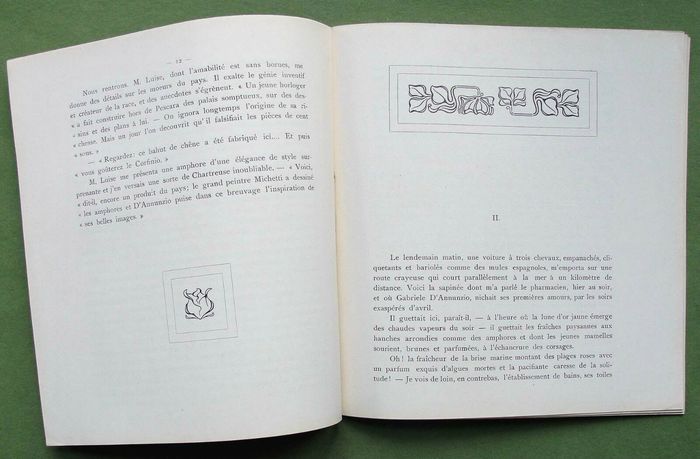 — 12 —
Nous rentrons. M. Luise, dont l'amabilité est sans bornes, me
donne des détails sur les moeurs du pays. Il exalte le génie inventif
et créateur de la race, et des anecdotes s'égrènent. « Un jeune horloger
« a fait construire hors de Pescara des palais somptueux, sur des des-
« sins et des plans à lui. — On ignora longtemps l'origine de sa ri-
« chesse. Mais un jour l'on decouvrit qu'il falsifiait les pièces de cent
« sous. »
— « Regardez: ce bahut de chêne a été fabriqué ici.... Et puis
« vous goûterez le Corfinio. »
M. Luise me présenta une amphore d'une élégance de style sur-
prenante et j'en versais une sorte de Chartreuse inoubliable. — « Voici,
« dit-il, encore un produit du pays; le grand peintre Michetti a dessiné
« les amphores et D'Annunzio puise dans ce breuvage l'inspiration de
« ses belles images. »
II.
Le lendemain matin, une voiture à trois chevaux, empanachés, cli-
quetants et bariolés comme des mules espagnoles, m'emporta sur une
route crayeuse qui court parallèlement à la mer à un kilomètre de
distance. Voici la sapinée dont m'a parlé le pharmacien, hier au soir,
et où Gabriele D'Annunzio, nichait ses premières amours, par les soirs
exaspérés d'avril.
Il guettait ici, paraît-il, — à l'heure où la lune d'or jaune émerge
des chaudes vapeurs du soir — il guettait les fraîches paysannes aux
hanches arrondies comme des amphores et dont les jeunes mamelles
sourient, brunes et parfumées, à l'échancrure des corsages.
Oh! la fraîcheur de la brise marine montant des plages roses avec
un parfum exquis d'algues mortes et la pacifiante caresse de la soli-
tude! — Je vois de loin, en contrebas, l'établissement de bains, ses toiles